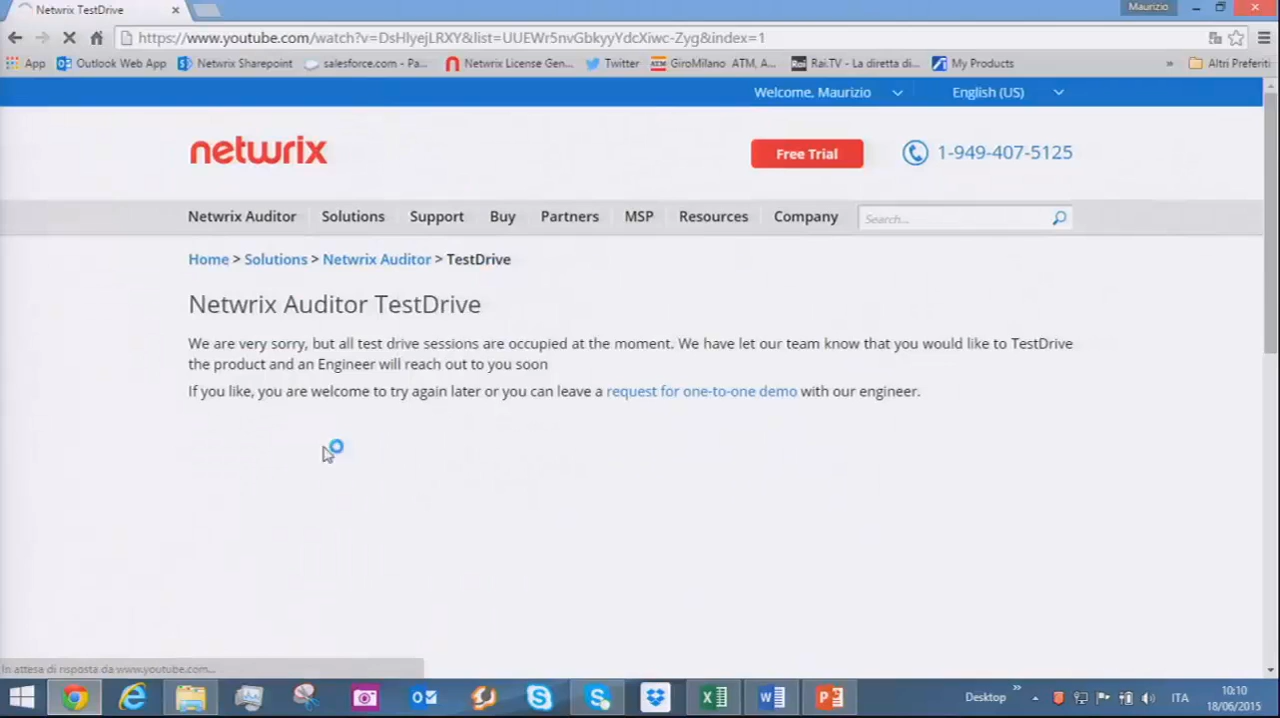 Netwrix TestDrive
Maurizio
https://www.youtube.com/watch?v=DsHlyejLRXY&list=UUEWr5nvGbkyyYdcXiwc-Zyg&index=1
App Outlook Web App Netwrix Sharepoint salesforce.com - Pa... Netwrix License Gen... Twitter GiroMilano ATM, A... Rai.TV - La diretta di... My Products » Altri Preferiti
Welcome, Maurizio English (US)
netwrix Free Trial 1-949-407-5125
Netwrix Auditor Solutions Support Buy Partners MSP Resources Company Search...
Home > Solutions > Netwrix Auditor > TestDrive
Netwrix Auditor TestDrive
We are very sorry, but all test drive sessions are occupied at the moment. We have let our team know that you would like to TestDrive
the product and an Engineer will reach out to you soon
If you like, you are welcome to try again later or you can leave a request for one-to-one demo with our engineer.
In attesa di risposta da www.youtube.com...
Desktop » ITA 10:10
18/06/2015